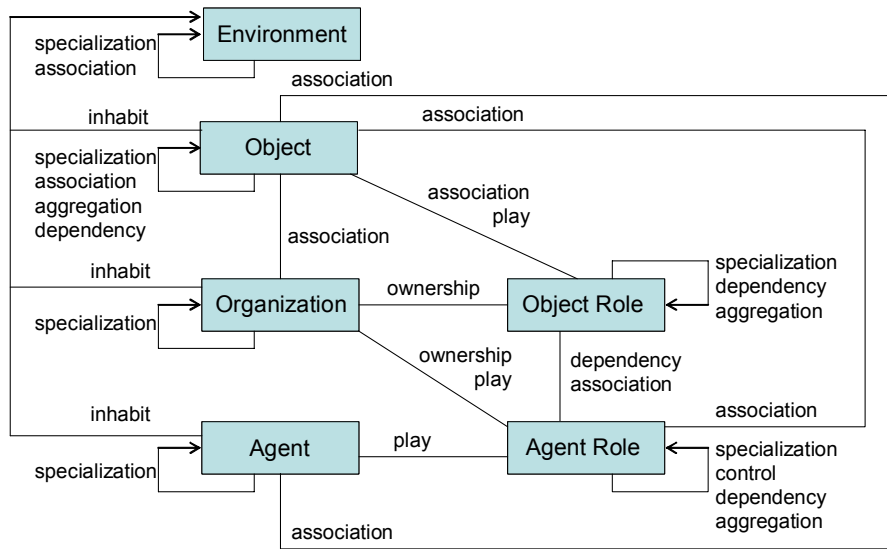 Environment
specialization
association
association
inhabit
association
Object
specialization
association
aggregation
dependency
association
play
association
inhabit
Organization
ownership
Object Role
specialization
dependency
aggregation
specialization
ownership
play
dependency
association
inhabit
association
Agent
play
Agent Role
specialization
control
dependency
aggregation
specialization
association